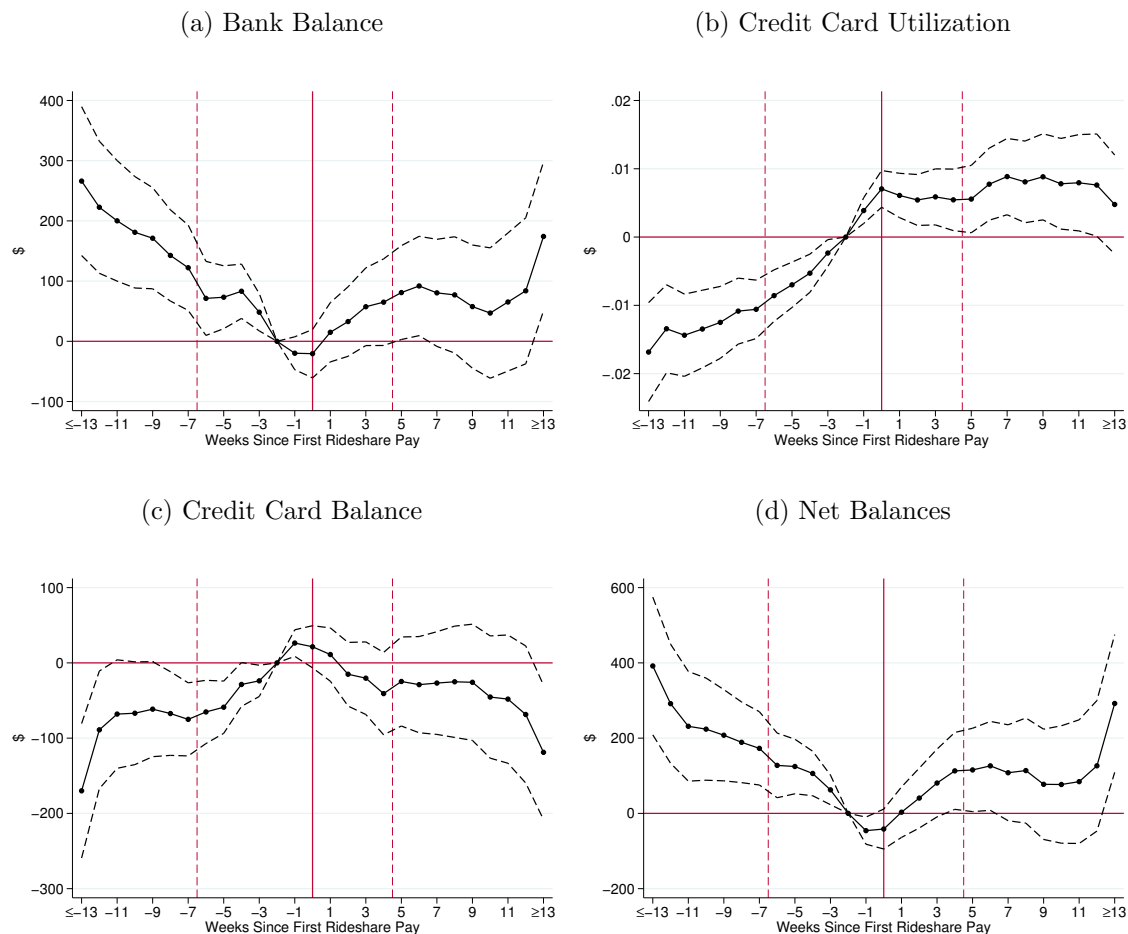 (a) Bank Balance
400
300
200
100
0
−100
$
≤−13 −11 −9 −7 −5 −3 −1 1 3 5 7 9 11 ≥13
Weeks Since First Rideshare Pay
(b) Credit Card Utilization
.02
.01
0
−.01
−.02
$
≤−13 −11 −9 −7 −5 −3 −1 1 3 5 7 9 11 ≥13
Weeks Since First Rideshare Pay
(c) Credit Card Balance
100
0
−100
−200
−300
$
≤−13 −11 −9 −7 −5 −3 −1 1 3 5 7 9 11 ≥13
Weeks Since First Rideshare Pay
(d) Net Balances
600
400
200
0
−200
$
≤−13 −11 −9 −7 −5 −3 −1 1 3 5 7 9 11 ≥13
Weeks Since First Rideshare Pay